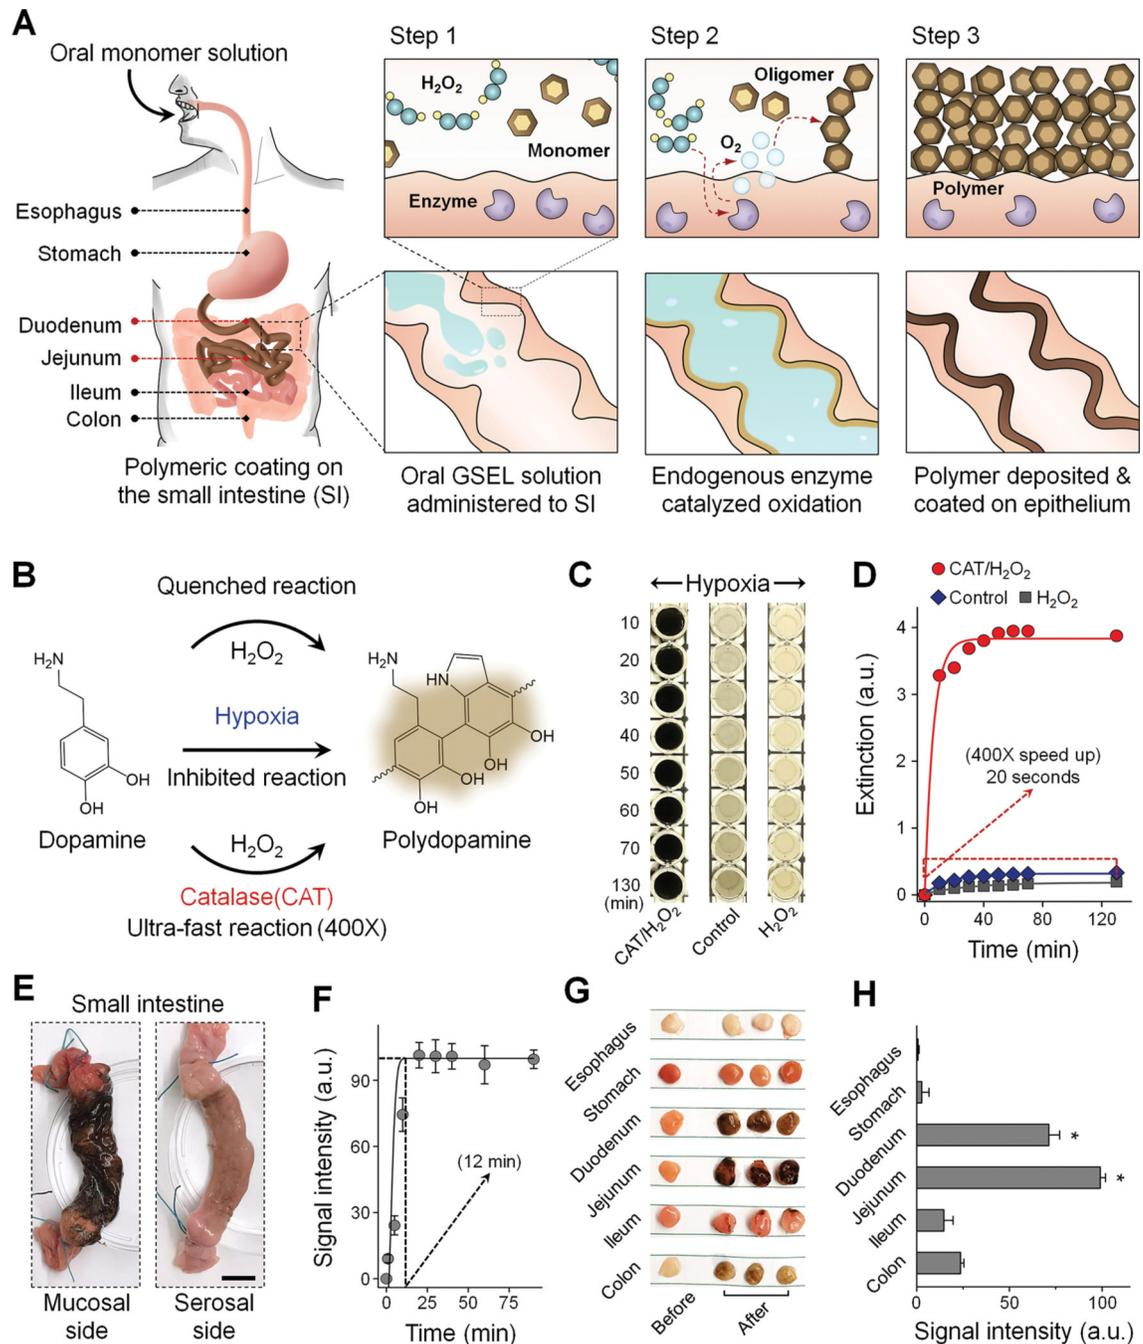 A
Oral monomer solution
Esophagus
Stomach
Duodenum
Jejunum
Ileum
Colon
Polymeric coating on
the small intestine (SI)
Step 1
H₂O₂
Monomer
Enzyme
Oral GSEL solution
administered to SI
Step 2
Oligomer
O₂
Endogenous enzyme
catalyzed oxidation
Step 3
Polymer
Polymer deposited &
coated on epithelium
B
Quenched reaction
H₂O₂
Hypoxia
Inhibited reaction
H₂O₂
Catalase(CAT)
Ultra-fast reaction (400X)
H₂N
OH
OH
Dopamine
H₂N
HN
OH
OH
OH
OH
Polydopamine
C
Hypoxia
10
20
30
40
50
60
70
130
(min)
CAT/H₂O₂
Control
H₂O₂
D
CAT/H₂O₂
Control
H₂O₂
Extinction (a.u.)
4
3
2
1
0
(400X speed up)
20 seconds
0
40
80
120
Time (min)
E
Small intestine
Mucosal
side
Serosal
side
F
Signal intensity (a.u.)
90
60
30
0
(12 min)
0
25
50
75
Time (min)
G
Esophagus
Stomach
Duodenum
Jejunum
Ileum
Colon
Before
After
H
Esophagus
Stomach
Duodenum
*
Jejunum
*
Ileum
Colon
0
50
100
Signal intensity (a.u.)